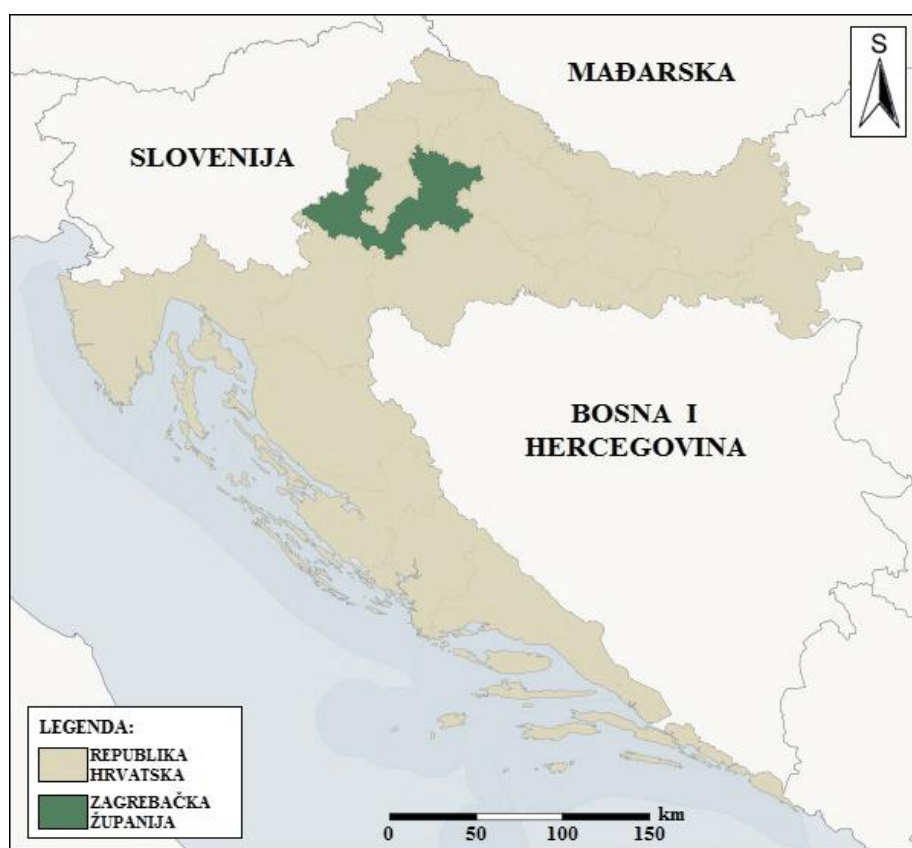 S
MAĐARSKA
SLOVENIJA
BOSNA I
HERCEGOVINA
LEGENDA:
REPUBLIKA
HRVATSKA
ZAGREBAČKA
ŽUPANIJA
km
0 50 100 150